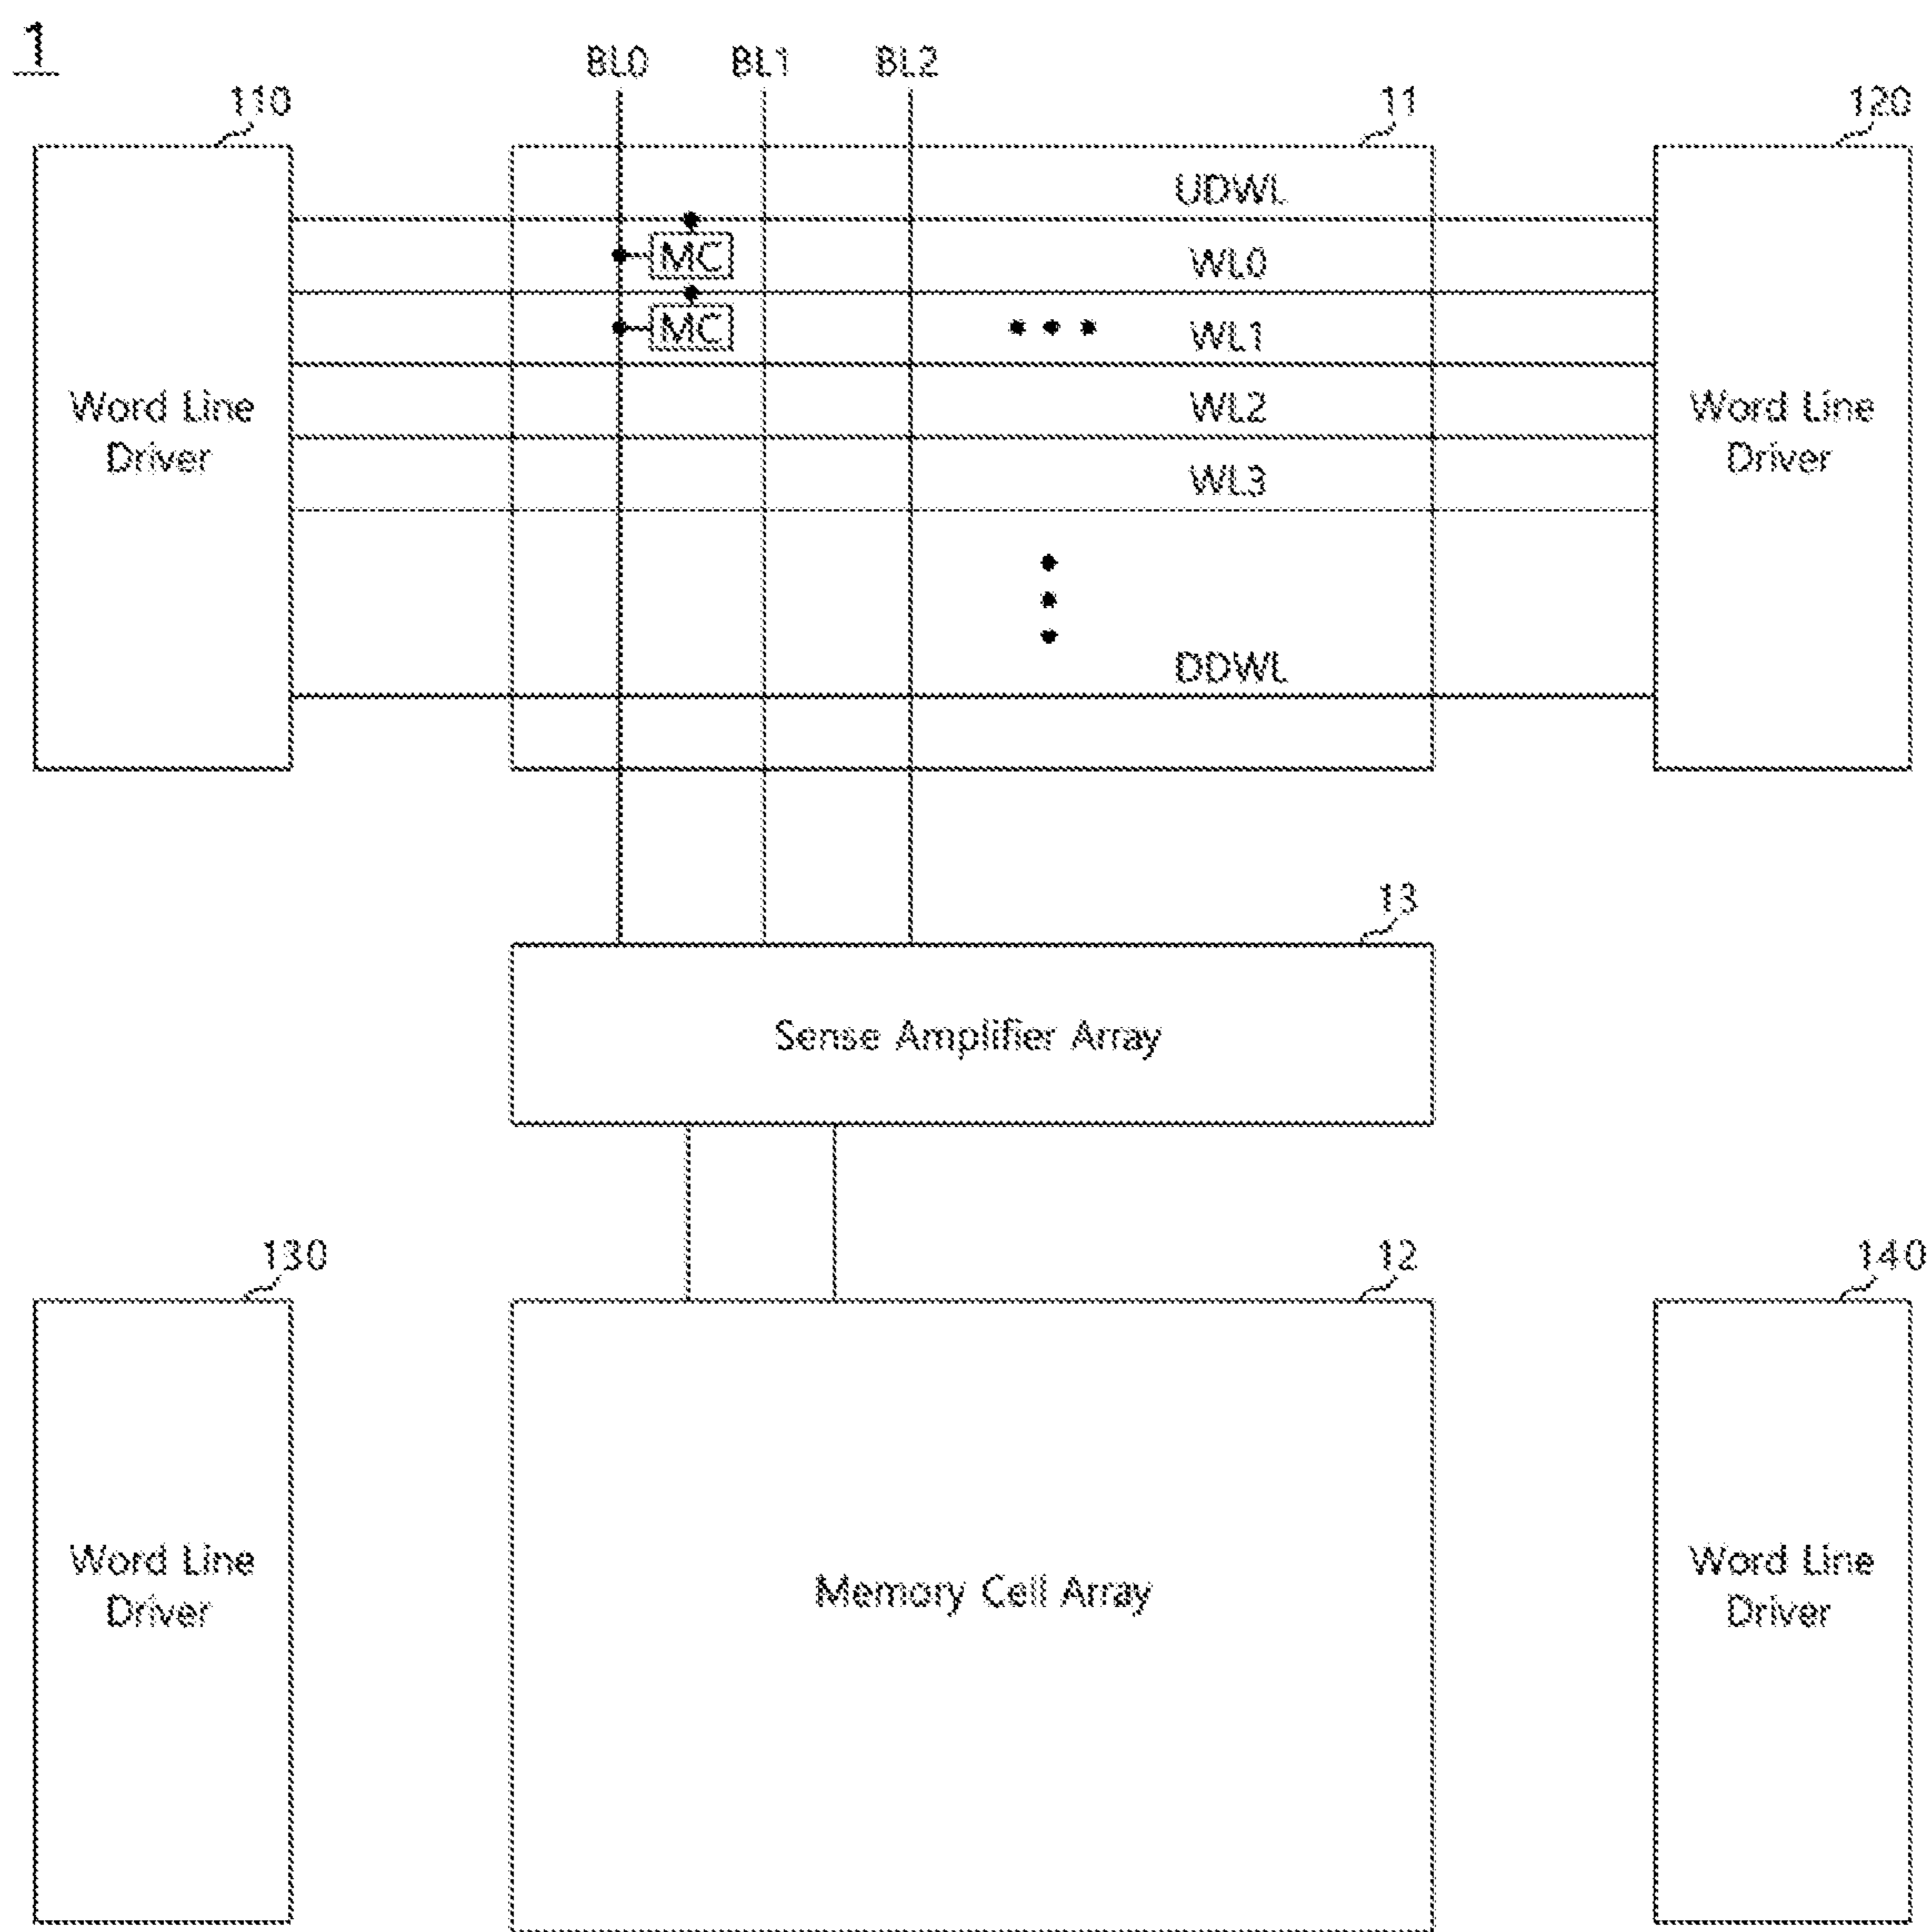 1
BL0 BL1 BL2
110
11
120
UDWL
MC
WL0
MC
WL1
Word Line
Driver
WL2
Word Line
Driver
WL3
DDWL
13
Sense Amplifier Array
130
12
140
Word Line
Driver
Memory Cell Array
Word Line
Driver